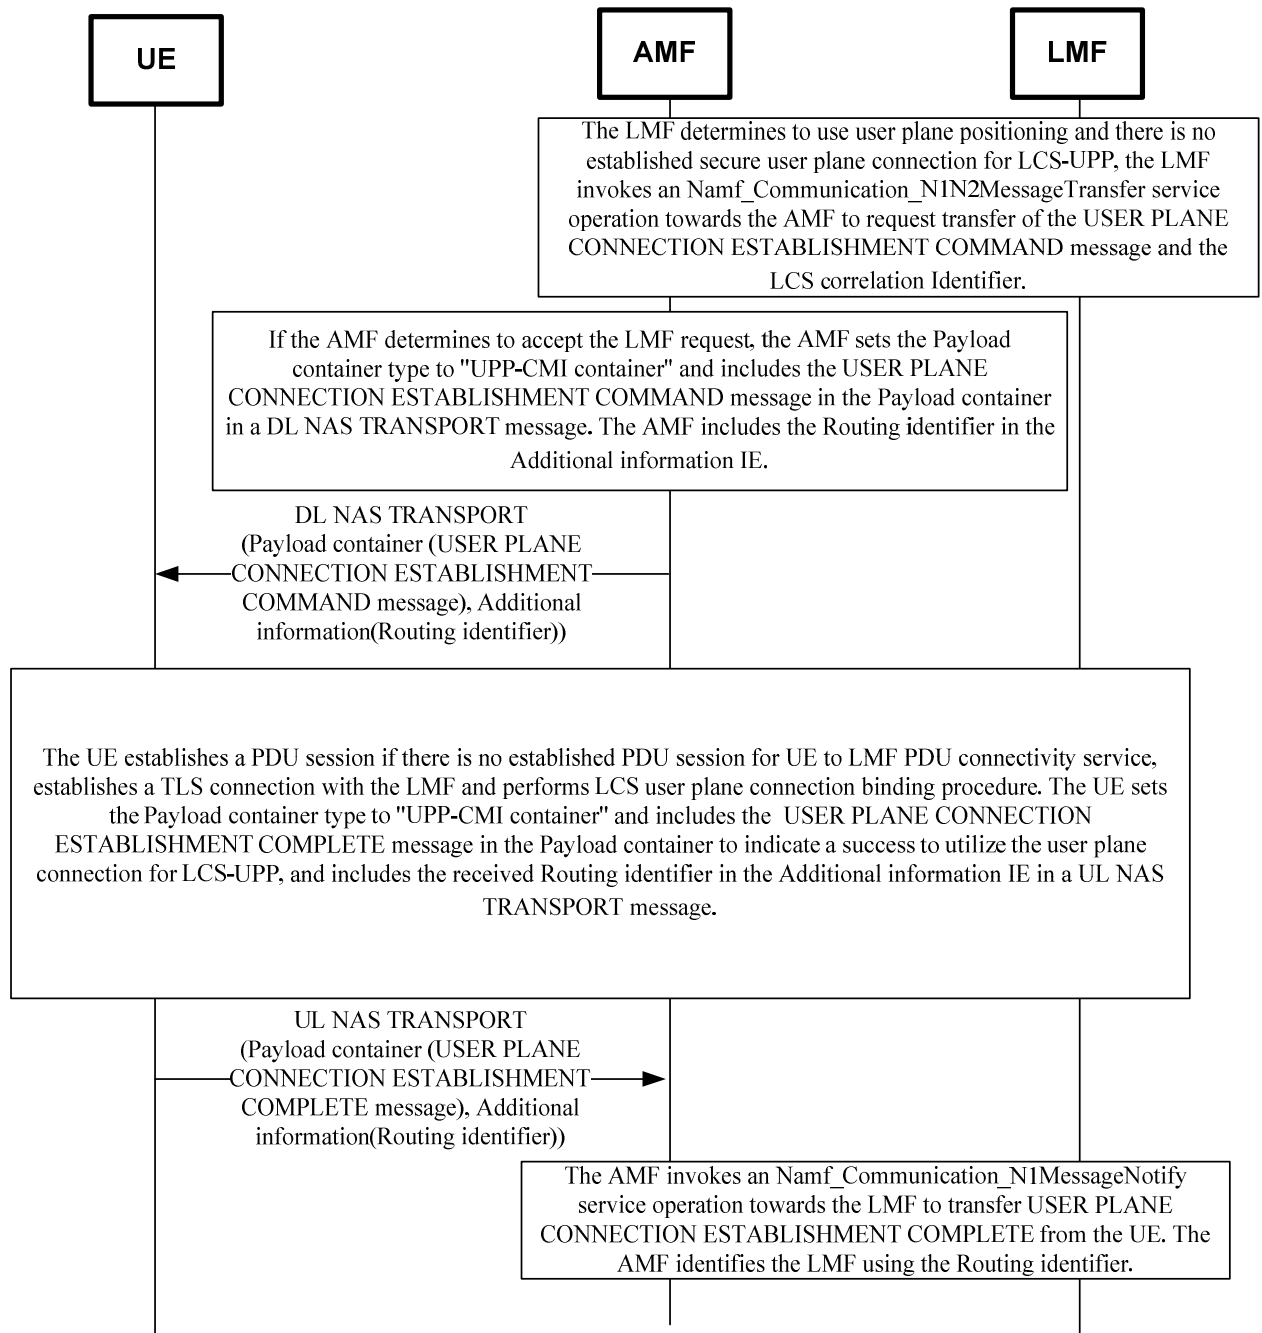 UE
AMF
LMF
The LMF determines to use user plane positioning and there is no
established secure user plane connection for LCS-UPP, the LMF
invokes an Namf_Communication_N1N2MessageTransfer service
operation towards the AMF to request transfer of the USER PLANE
CONNECTION ESTABLISHMENT COMMAND message and the
LCS correlation Identifier.
If the AMF determines to accept the LMF request, the AMF sets the Payload
container type to "UPP-CMI container" and includes the USER PLANE
CONNECTION ESTABLISHMENT COMMAND message in the Payload container
in a DL NAS TRANSPORT message. The AMF includes the Routing identifier in the
Additional information IE.
DL NAS TRANSPORT
(Payload container (USER PLANE
CONNECTION ESTABLISHMENT
COMMAND message), Additional
information(Routing identifier))
The UE establishes a PDU session if there is no established PDU session for UE to LMF PDU connectivity service,
establishes a TLS connection with the LMF and performs LCS user plane connection binding procedure. The UE sets
the Payload container type to "UPP-CMI container" and includes the USER PLANE CONNECTION
ESTABLISHMENT COMPLETE message in the Payload container to indicate a success to utilize the user plane
connection for LCS-UPP, and includes the received Routing identifier in the Additional information IE in a UL NAS
TRANSPORT message.
UL NAS TRANSPORT
(Payload container (USER PLANE
CONNECTION ESTABLISHMENT
COMPLETE message), Additional
information(Routing identifier))
The AMF invokes an Namf_Communication_N1MessageNotify
service operation towards the LMF to transfer USER PLANE
CONNECTION ESTABLISHMENT COMPLETE from the UE. The
AMF identifies the LMF using the Routing identifier.